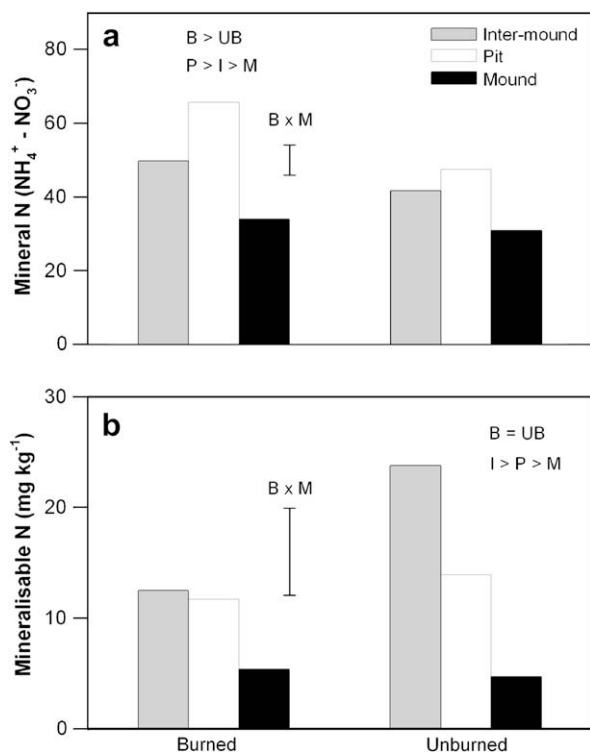 a
B > UB
P > I > M
B x M
Inter-mound
Pit
Mound
Mineral N (NH₄⁺ - NO₃⁻)
80
60
40
20
0
b
B = UB
I > P > M
B x M
Mineralisable N (mg kg⁻¹)
30
20
10
0
Burned
Unburned